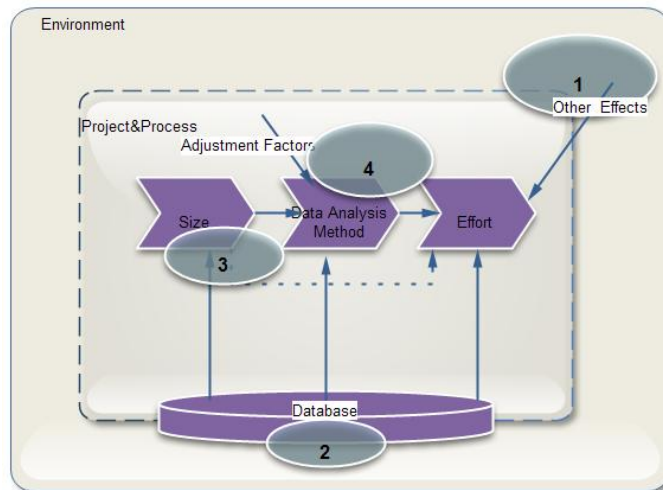 Environment
1
Other Effects
Project&Process
Adjustment Factors
4
Size
Data Analysis
Method
Effort
3
Database
2